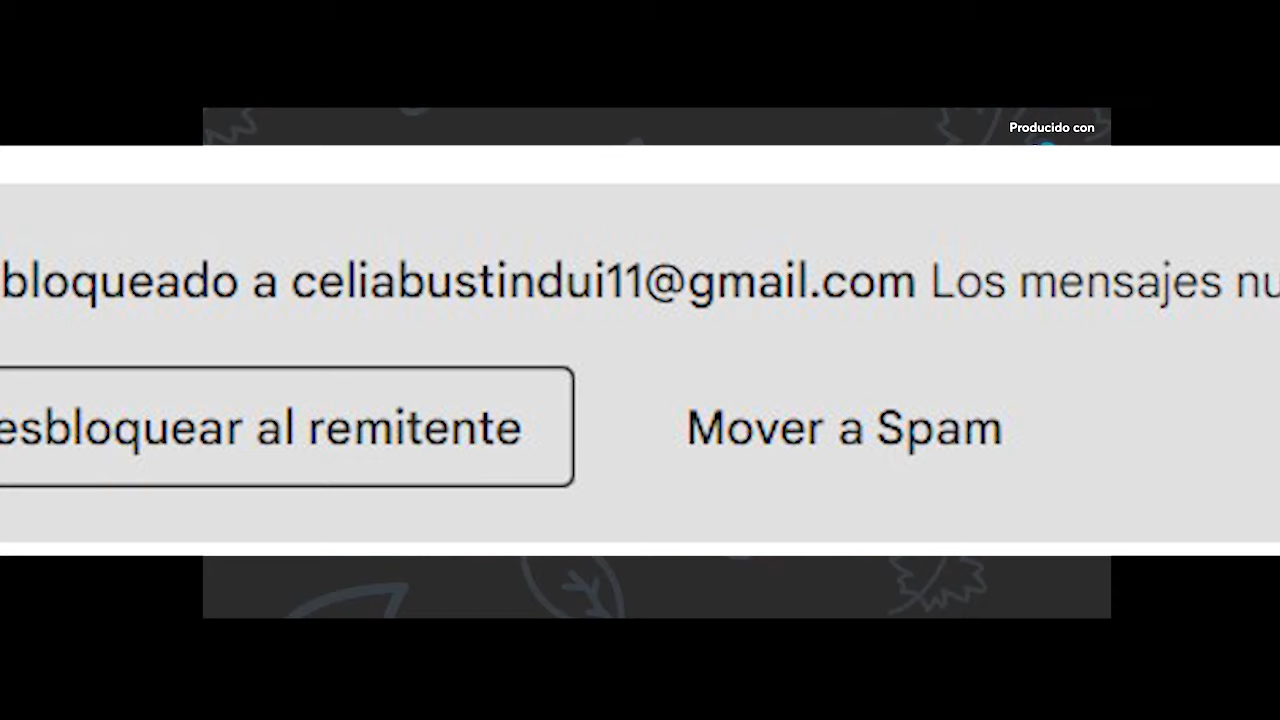 Producido con
bloqueado a celiabustindui11@gmail.com Los mensajes nu
esbloquear al remitente
Mover a Spam